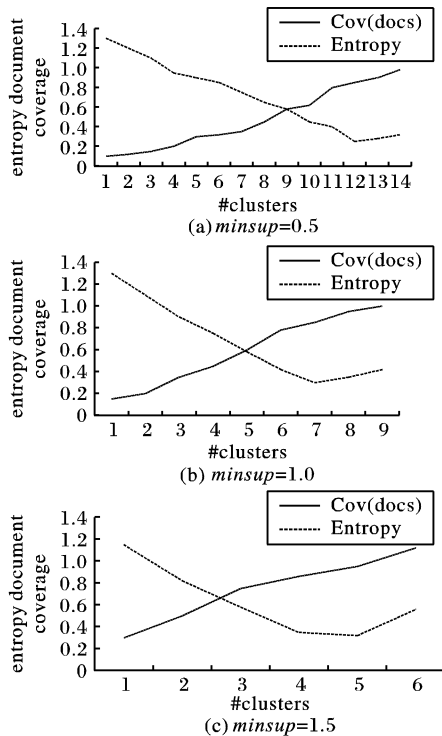 Cov(docs)
Entropy
entropy document
coverage
1.4
1.2
1.0
0.8
0.6
0.4
0.2
0
1 2 3 4 5 6 7 8 9 10 11 12 13 14
#clusters
(a) minsup=0.5
Cov(docs)
Entropy
entropy document
coverage
1.4
1.2
1.0
0.8
0.6
0.4
0.2
0
1 2 3 4 5 6 7 8 9
#clusters
(b) minsup=1.0
Cov(docs)
Entropy
entropy document
coverage
1.4
1.2
1.0
0.8
0.6
0.4
0.2
0
1 2 3 4 5 6
#clusters
(c) minsup=1.5